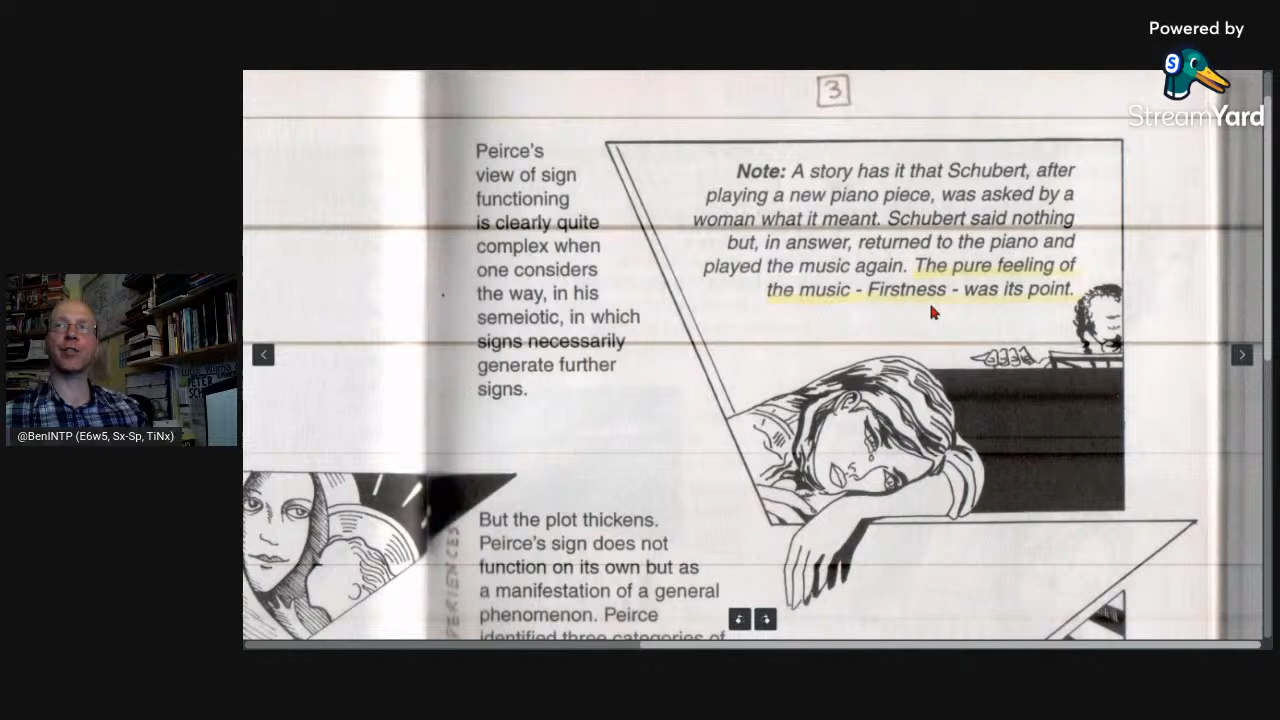 Powered by
StreamYard
3
Peirce's
view of sign
functioning
is clearly quite
complex when
one considers
the way, in his
semeiotic, in which
signs necessarily
generate further
signs.
Note: A story has it that Schubert, after
playing a new piano piece, was asked by a
woman what it meant. Schubert said nothing
but, in answer, returned to the piano and
played the music again. The pure feeling of
the music - Firstness - was its point.
PETER
@BenINTP (E6w5, Sx-Sp, TiNx)
But the plot thickens.
Peirce's sign does not
function on its own but as
a manifestation of a general
phenomenon. Peirce
identified three categories of